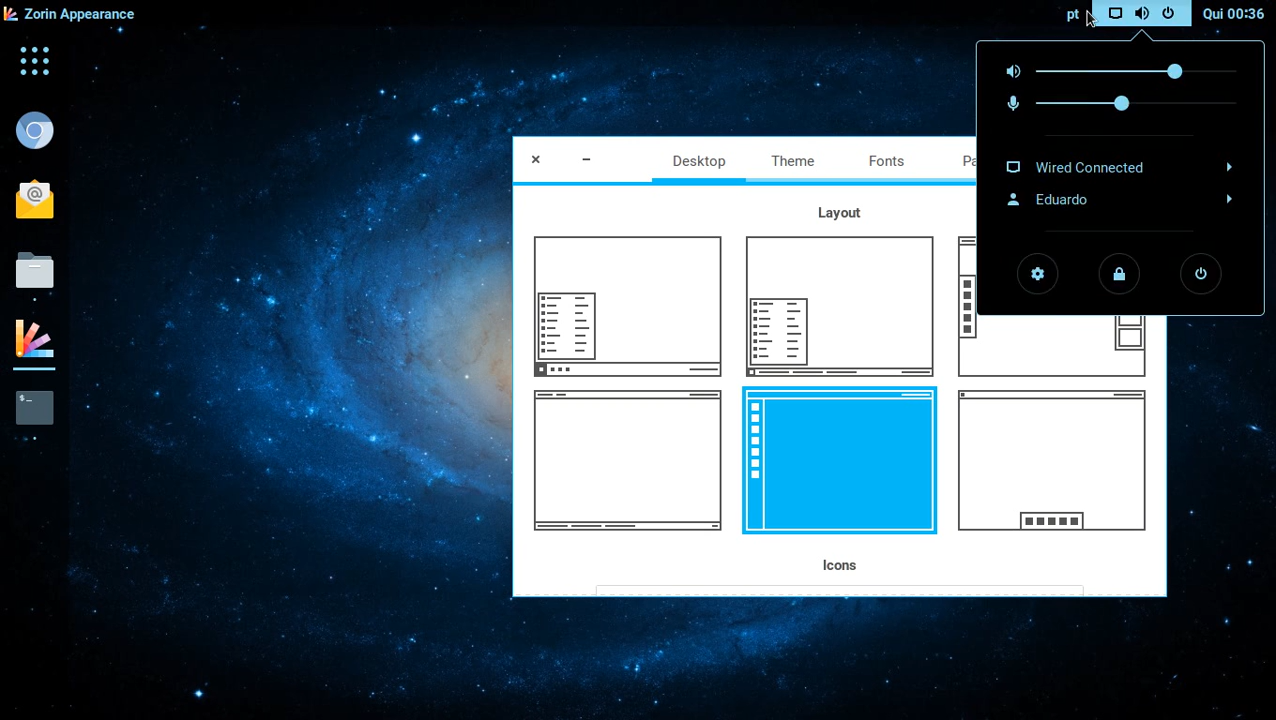 Zorin Appearance
pt
Qui 00:36
Wired Connected
Eduardo
Desktop
Theme
Fonts
Pa
Layout
Icons
$_
@